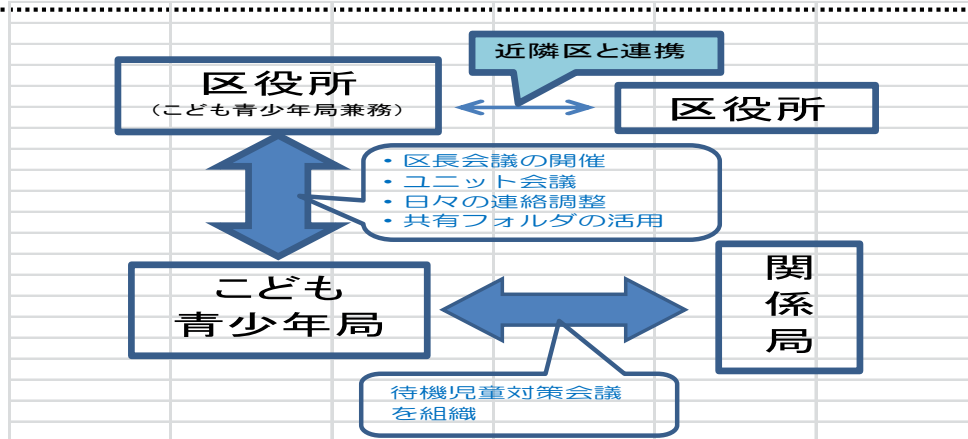 近隣区と連携
区役所
(こども青少年局兼務)
区役所
・区長会議の開催
・ユニット会議
・日々の連絡調整
・共有フォルダの活用
こども
青少年局
関
係
局
待機児童対策会議
を組織